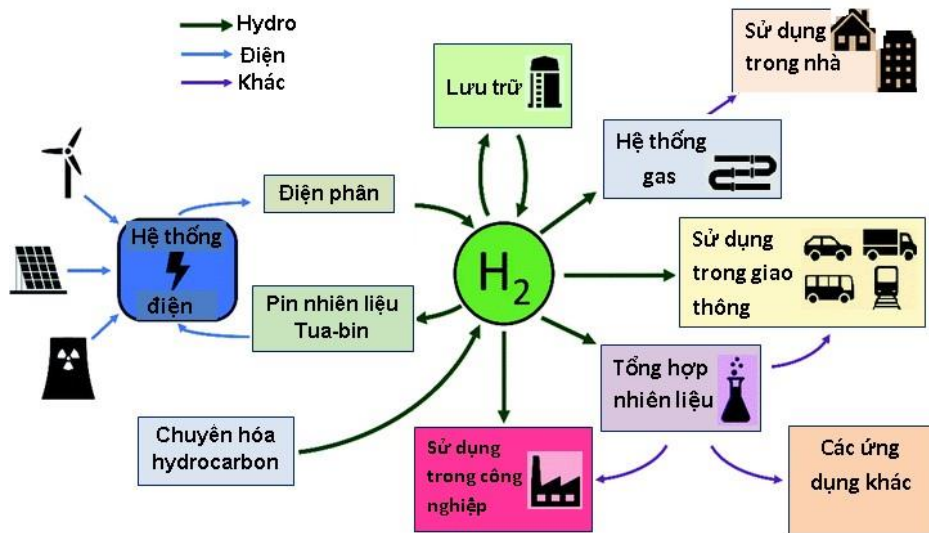 Hydro
Điện
Khác
Sử dụng
trong nhà
Lưu trữ
Hệ thống
gas
Điện phân
Hệ thống
điện
H2
Sử dụng
trong giao
thông
Pin nhiên liệu
Tua-bin
Tổng hợp
nhiên liệu
Chuyên hóa
hydrocarbon
Sử dụng
trong công
nghiệp
Các ứng
dụng khác